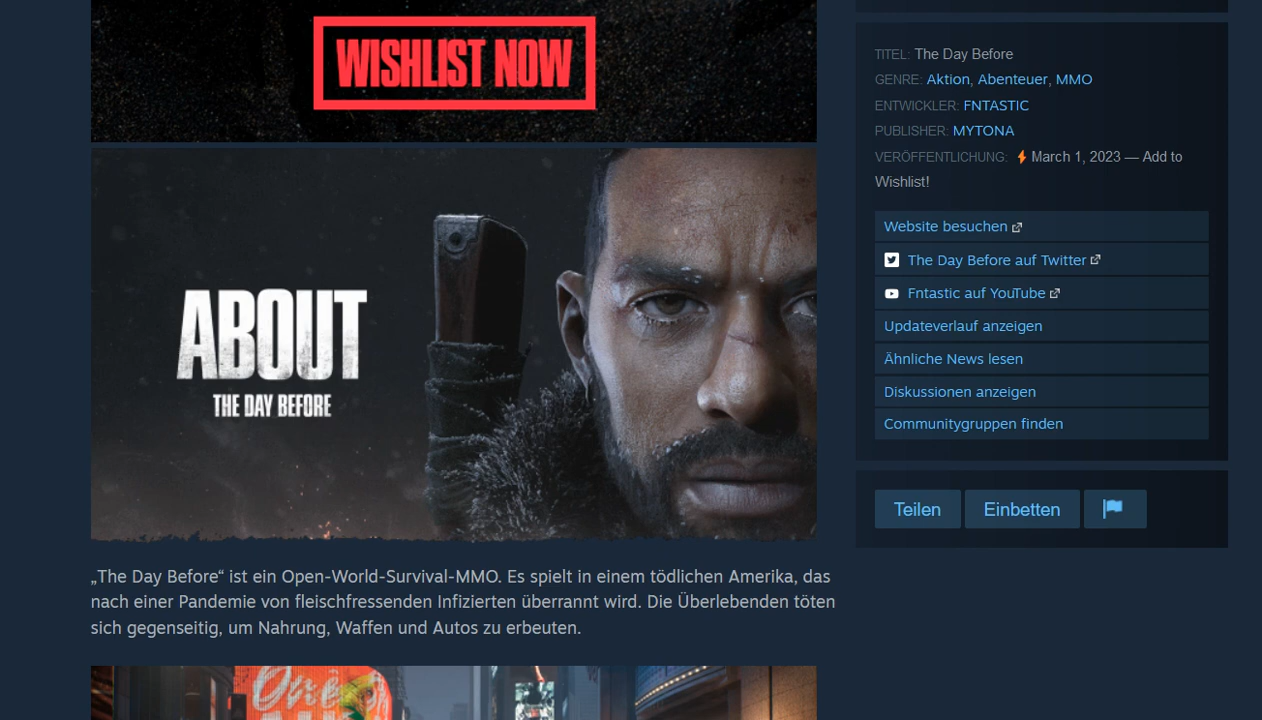 WISHLIST NOW
ABOUT
THE DAY BEFORE
„The Day Before“ ist ein Open-World-Survival-MMO. Es spielt in einem tödlichen Amerika, das
nach einer Pandemie von fleischfressenden Infizierten überrannt wird. Die Überlebenden töten
sich gegenseitig, um Nahrung, Waffen und Autos zu erbeuten.
TITEL: The Day Before
GENRE: Aktion, Abenteuer, MMO
ENTWICKLER: FNTASTIC
PUBLISHER: MYTONA
VERÖFFENTLICHUNG: March 1, 2023 — Add to
Wishlist!
Website besuchen
The Day Before auf Twitter
Fntastic auf YouTube
Updateverlauf anzeigen
Ähnliche News lesen
Diskussionen anzeigen
Communitygruppen finden
Teilen
Einbetten